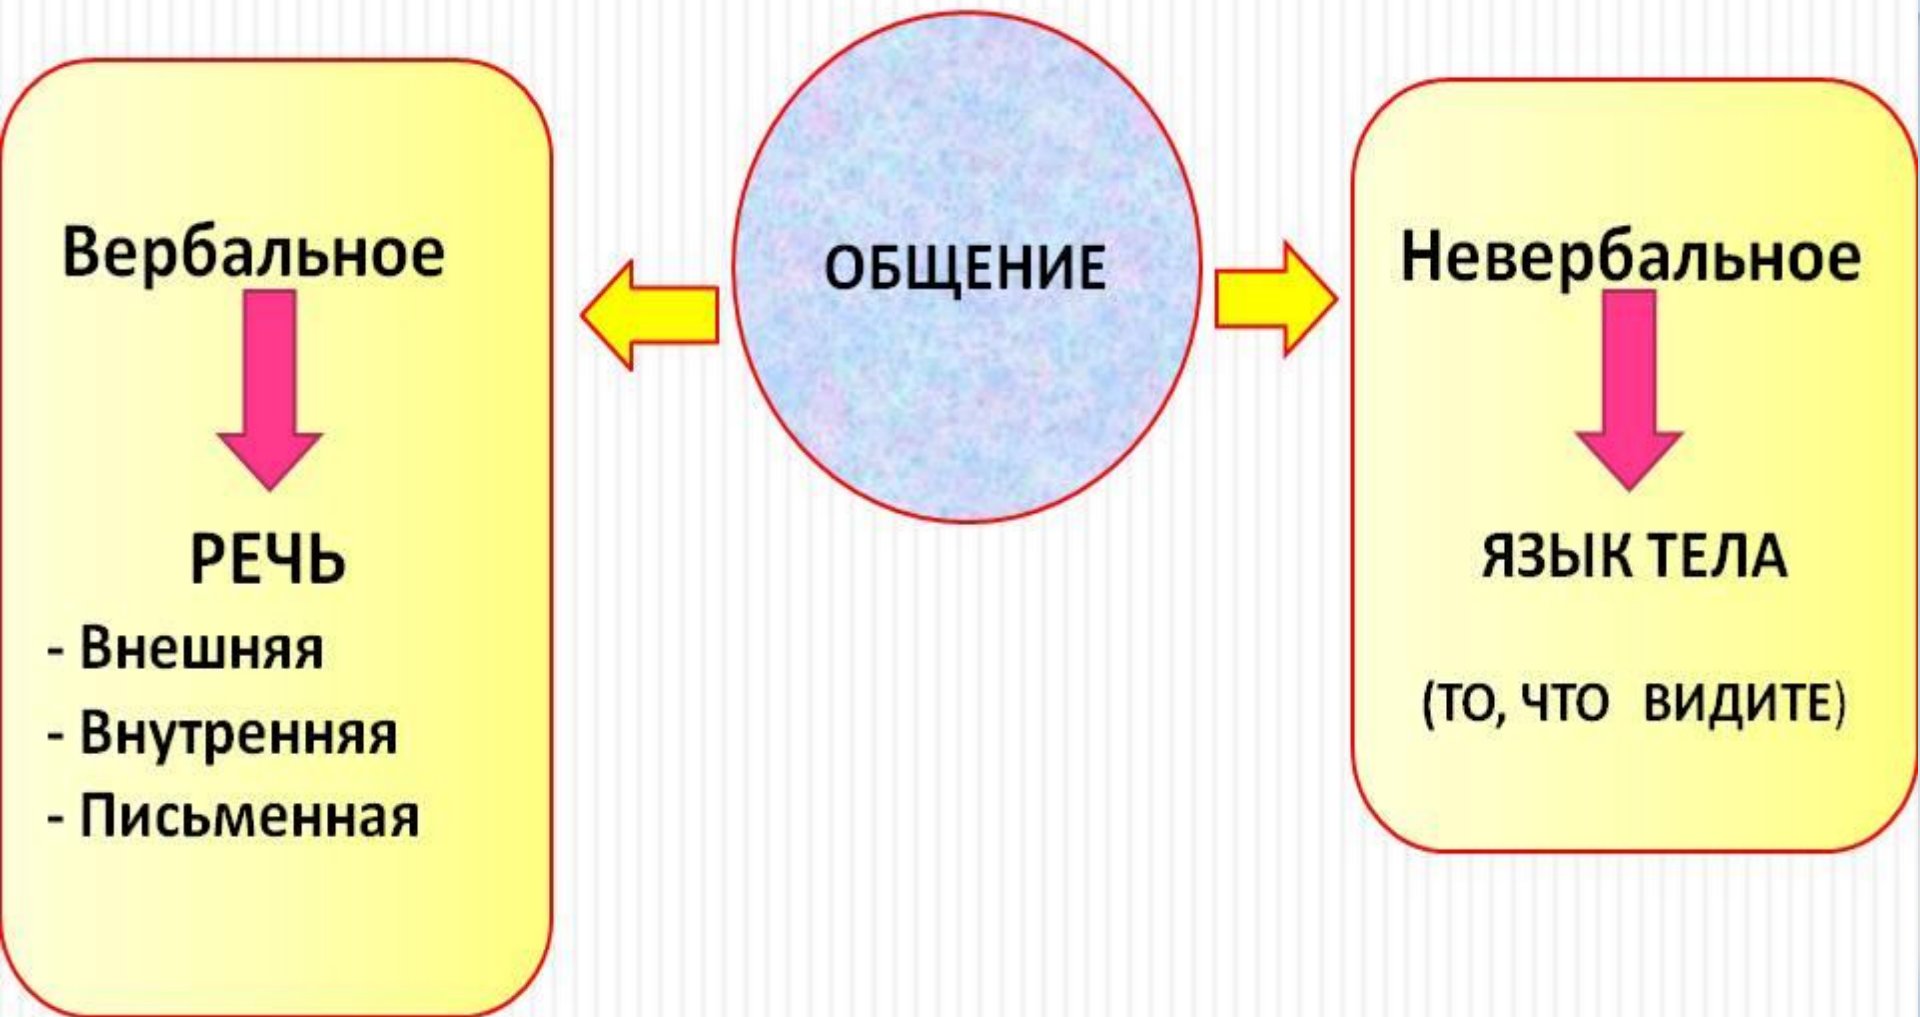 ОБЩЕНИЕ
Вербальное
РЕЧЬ
- Внешняя
- Внутренняя
- Письменная
Невербальное
ЯЗЫК ТЕЛА
(ТО, ЧТО ВИДИТЕ)